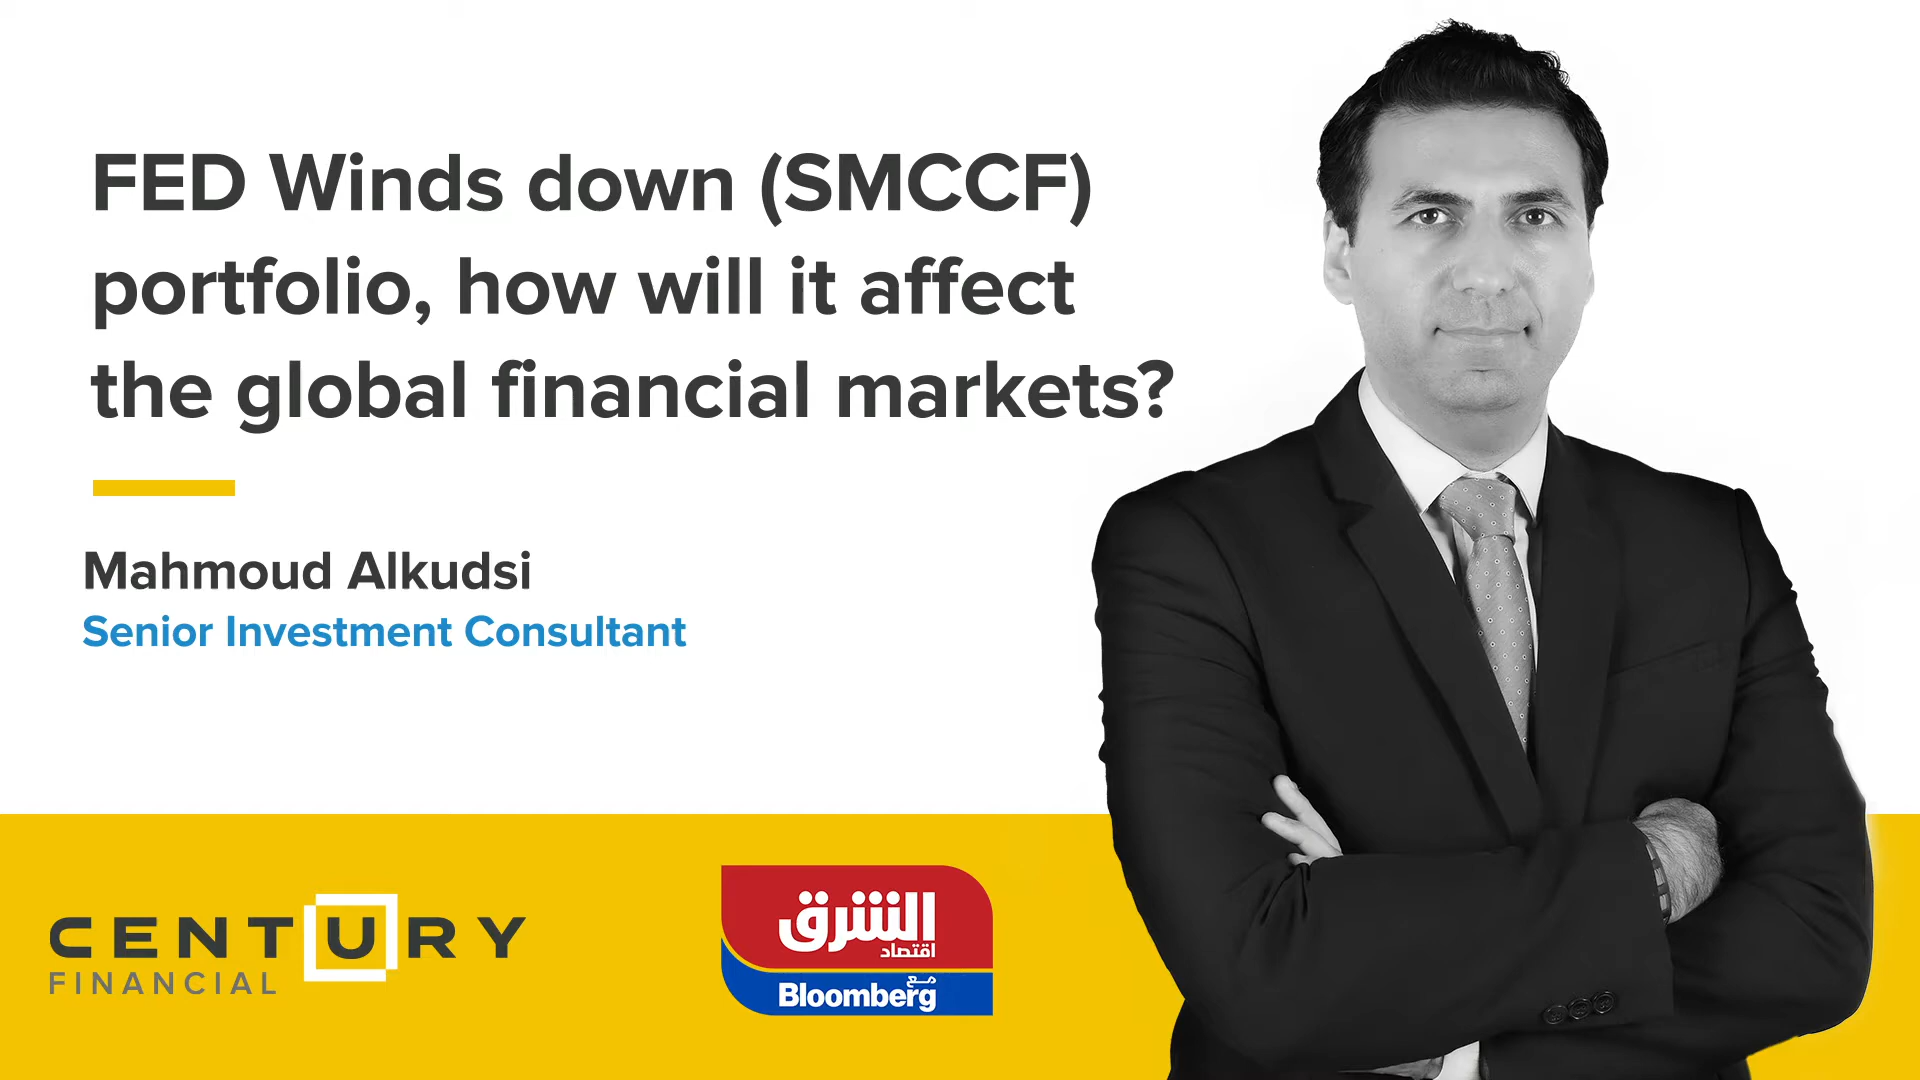 FED Winds down (SMCCF)
portfolio, how will it affect
the global financial markets?
Mahmoud Alkudsi
Senior Investment Consultant
CENTURY
FINANCIAL
الشرق
اقتصاد
مع
Bloomberg